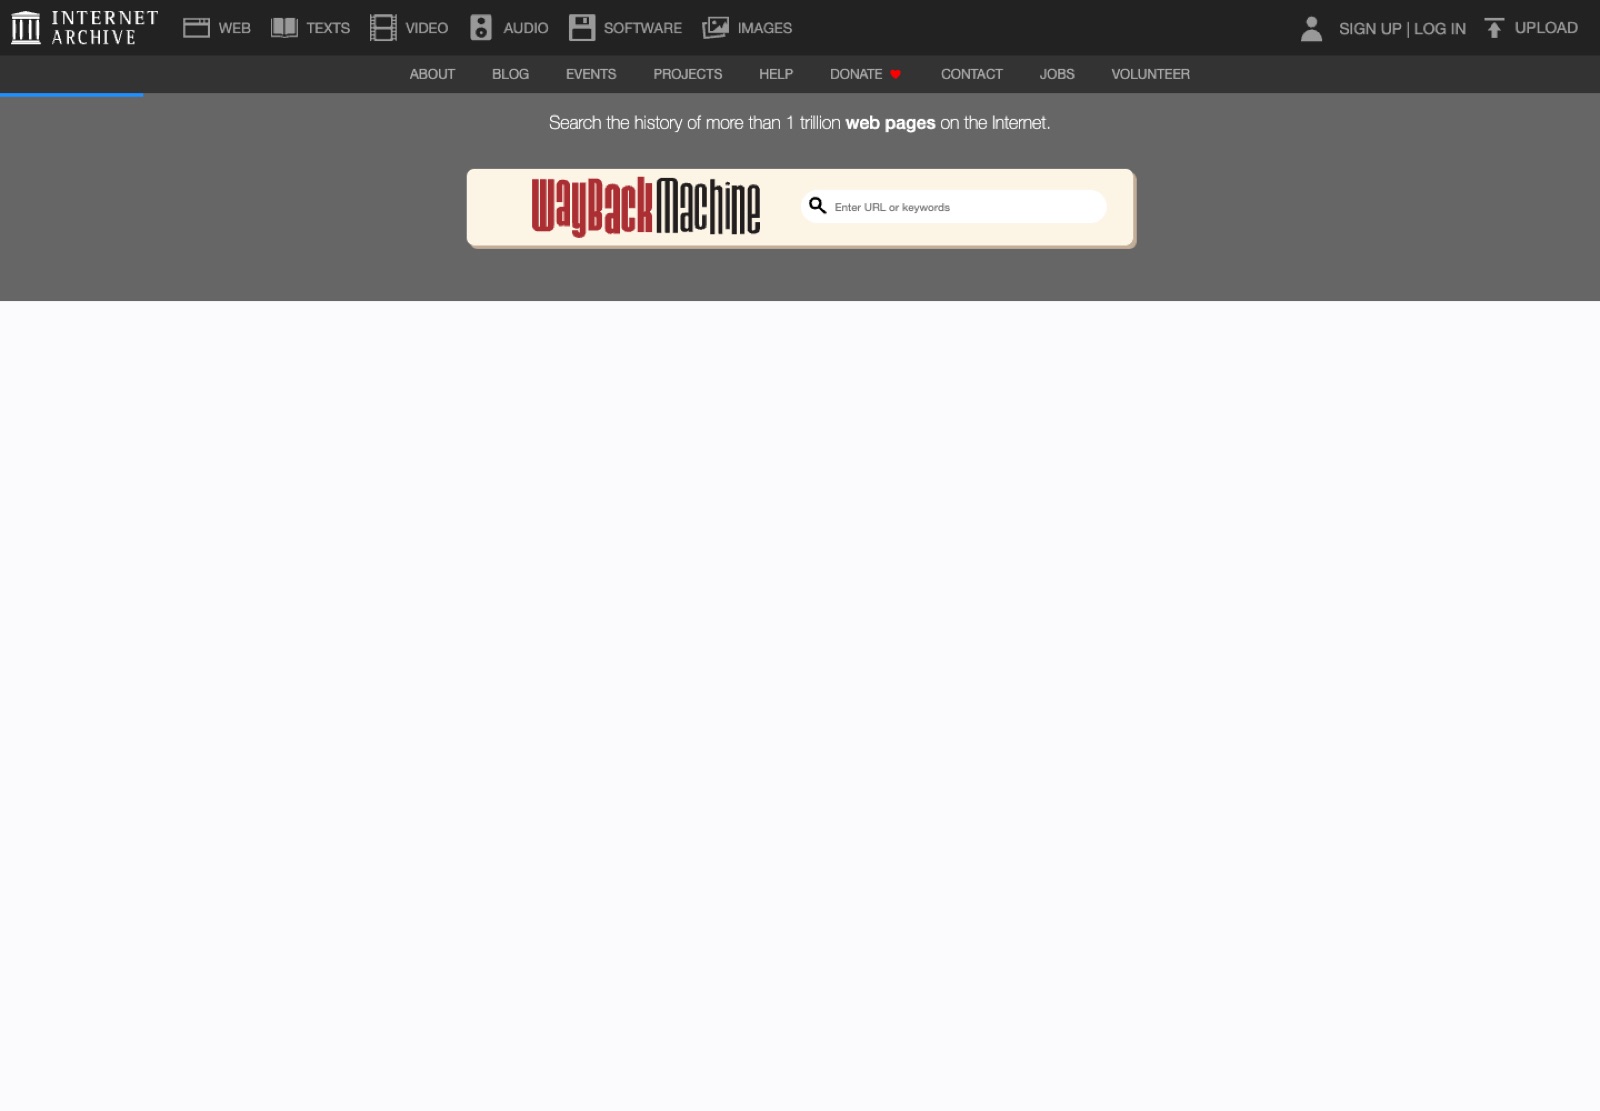 INTERNET
ARCHIVE
WEB TEXTS VIDEO AUDIO SOFTWARE IMAGES SIGN UP | LOG IN UPLOAD
ABOUT BLOG EVENTS PROJECTS HELP DONATE CONTACT JOBS VOLUNTEER
Search the history of more than 1 trillion web pages on the Internet.
WayBackMachine
Enter URL or keywords